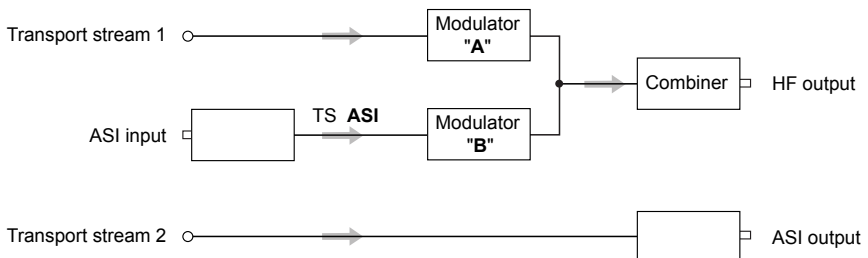 Transport stream 1
Modulator
"A"
Combiner
HF output
ASI input
TS ASI
Modulator
"B"
Transport stream 2
ASI output